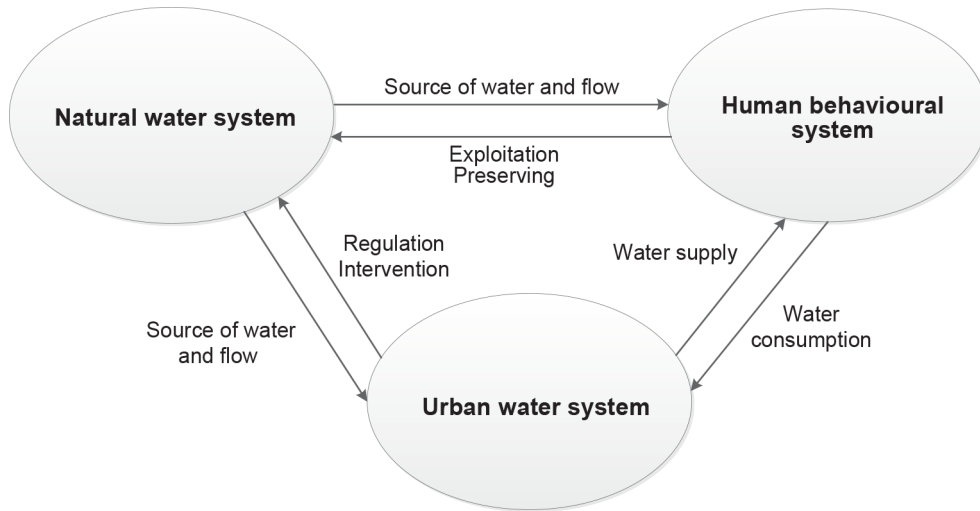 Source of water and flow
Natural water system
Human behavioural
system
Exploitation
Preserving
Regulation
Intervention
Water supply
Source of water
and flow
Water
consumption
Urban water system